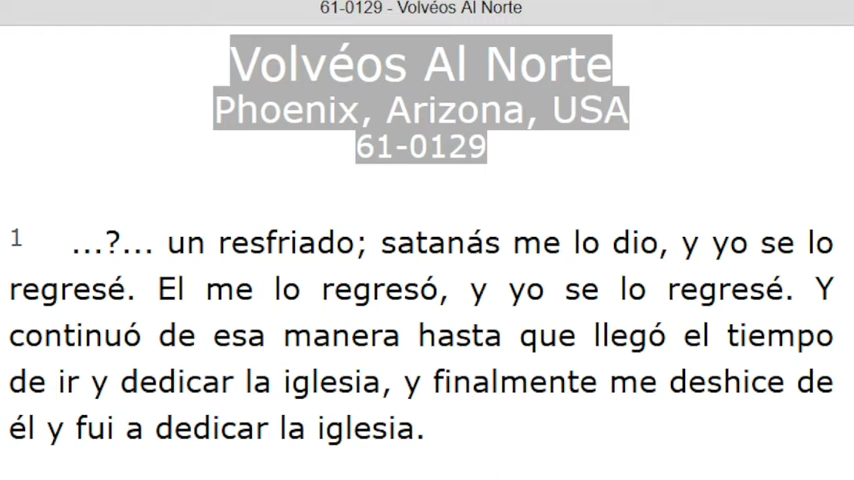 61-0129 - Volvéos Al Norte
Volvéos Al Norte
Phoenix, Arizona, USA
61-0129
1 ...?... un resfriado; satanás me lo dio, y yo se lo
regresé. El me lo regresó, y yo se lo regresé. Y
continuó de esa manera hasta que llegó el tiempo
de ir y dedicar la iglesia, y finalmente me deshice de
él y fui a dedicar la iglesia.